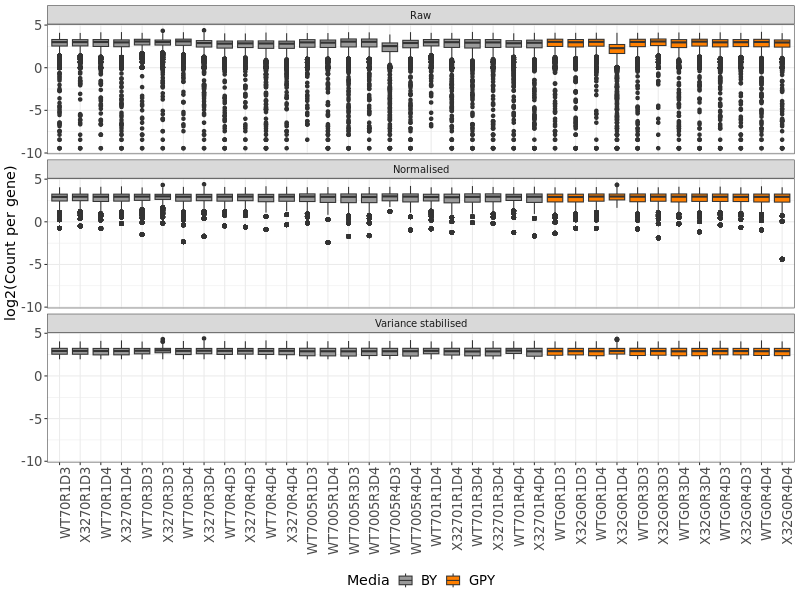 Raw
5
0
-5
-10
Normalised
5
0
-5
-10
Variance stabilised
5
0
-5
-10
log2(Count per gene)
WT70R1D3
X3270R1D3
WT70R1D4
X3270R1D4
WT70R3D3
X3270R3D3
WT70R3D4
X3270R3D4
WT70R4D3
X3270R4D3
WT70R4D4
X3270R4D4
WT7005R1D3
WT7005R1D4
WT7005R3D3
WT7005R3D4
WT7005R4D3
WT7005R4D4
WT701R1D4
X32701R1D4
WT701R3D4
X32701R3D4
WT701R4D4
X32701R4D4
WTG0R1D3
X32G0R1D3
WTG0R1D4
X32G0R1D4
WTG0R3D3
X32G0R3D3
WTG0R3D4
X32G0R3D4
WTG0R4D3
X32G0R4D3
WTG0R4D4
X32G0R4D4
Media BY GPY